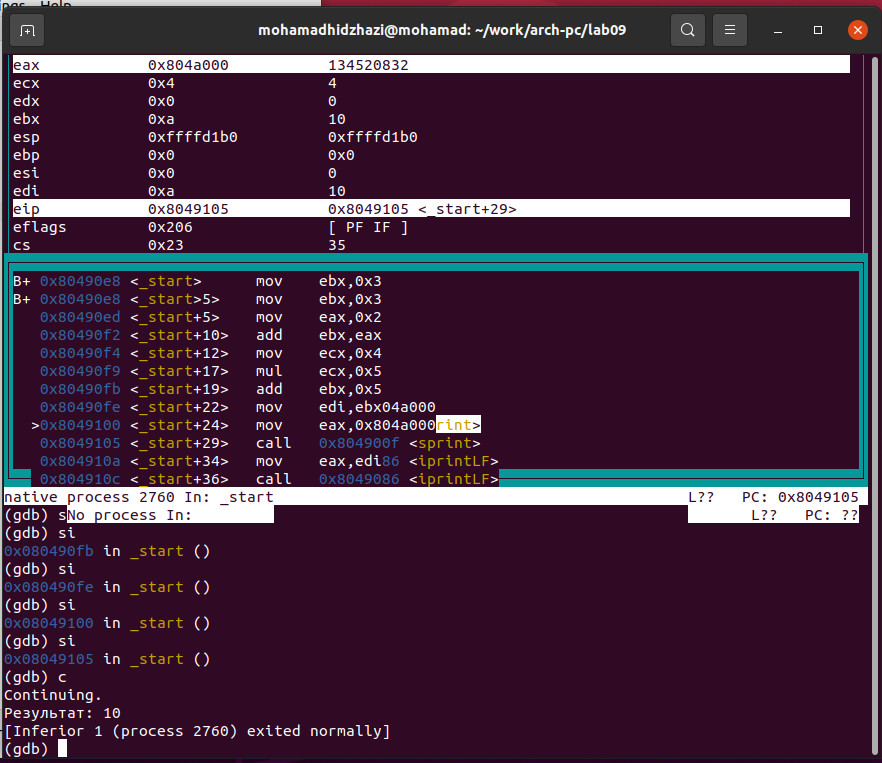 Help
mohamadhidzhazi@mohamad: ~/work/arch-pc/lab09
eax 0x804a000 134520832
ecx 0x4 4
edx 0x0 0
ebx 0xa 10
esp 0xffffd1b0 0xffffd1b0
ebp 0x0 0x0
esi 0x0 0
edi 0xa 10
eip 0x8049105 0x8049105 <_start+29>
eflags 0x206 [ PF IF ]
cs 0x23 35
B+ 0x80490e8 <_start> mov ebx,0x3
B+ 0x80490e8 <_start>5> mov ebx,0x3
0x80490ed <_start+5> mov eax,0x2
0x80490f2 <_start+10> add ebx,eax
0x80490f4 <_start+12> mov ecx,0x4
0x80490f9 <_start+17> mul ecx,0x5
0x80490fb <_start+19> add ebx,0x5
0x80490fe <_start+22> mov edi,ebx04a000
>0x8049100 <_start+24> mov eax,0x804a000rint>
0x8049105 <_start+29> call 0x804900f <sprint>
0x804910a <_start+34> mov eax,edi86 <iprintLF>
0x804910c <_start+36> call 0x8049086 <iprintLF>
native process 2760 In: _start L?? PC: 0x8049105
(gdb) sNo process In: L?? PC: ??
(gdb) si
0x080490fb in _start ()
(gdb) si
0x080490fe in _start ()
(gdb) si
0x08049100 in _start ()
(gdb) si
0x08049105 in _start ()
(gdb) c
Continuing.
Результат: 10
[Inferior 1 (process 2760) exited normally]
(gdb)